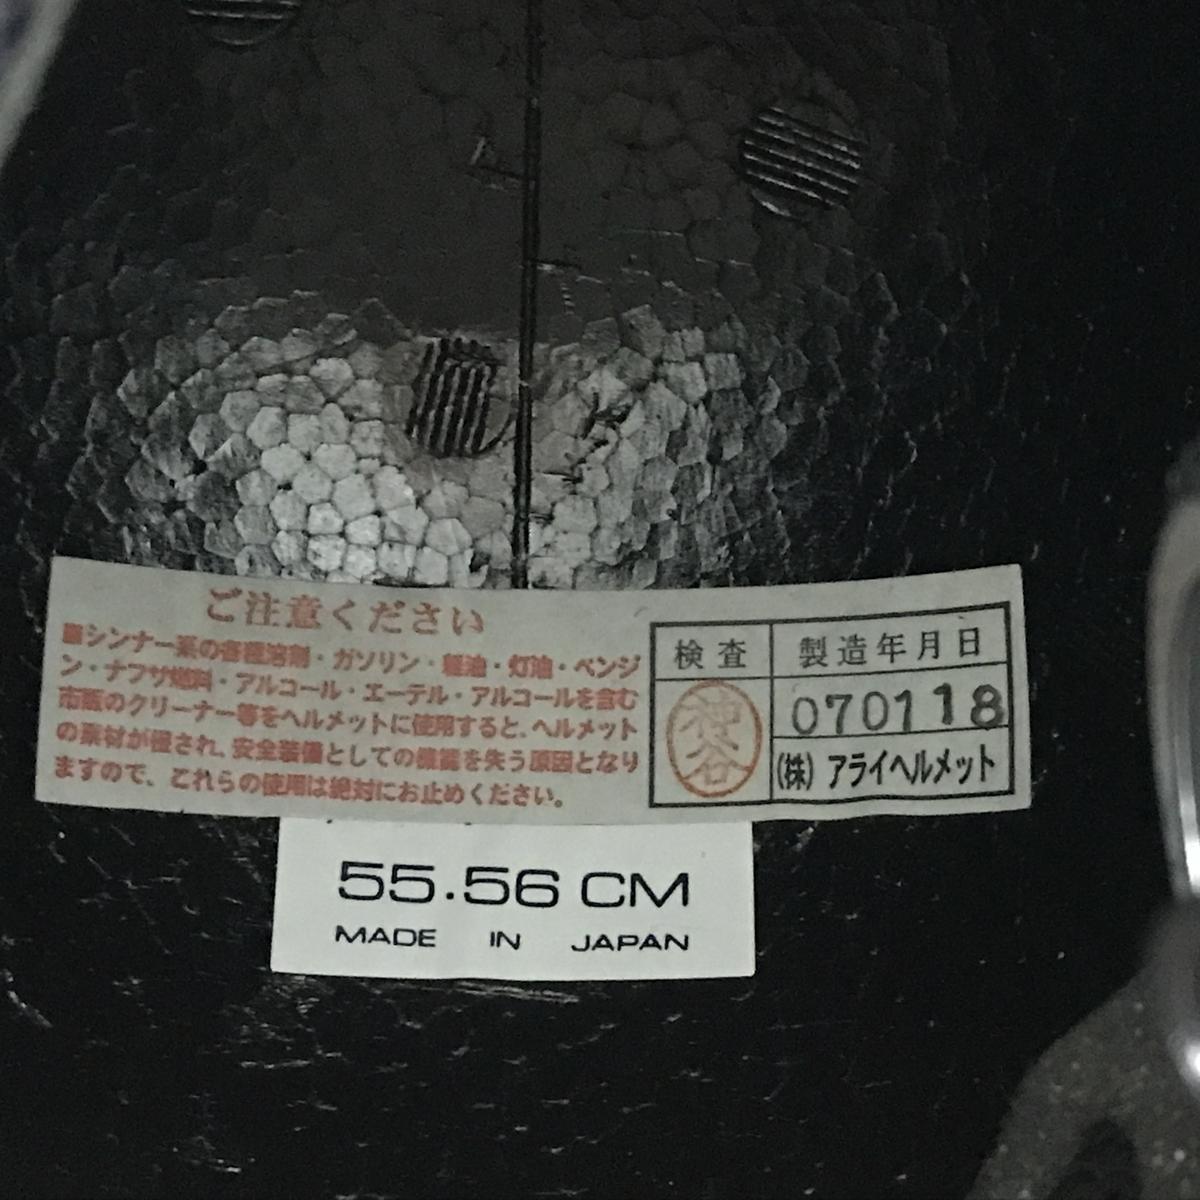 ご注意ください
■シンナー系の各種溶剤・ガソリン・軽油・灯油・ベンジ
ン・ナフサ燃料・アルコール・エーテル・アルコールを含む
市販のクリーナー等をヘルメットに使用すると、ヘルメット
の素材が侵され、安全装備としての機能を失う原因となり
ますので、これらの使用は絶対にお止めください。
検査 製造年月日
神谷 070118
(株) アライヘルメット
55.56 CM
MADE IN JAPAN